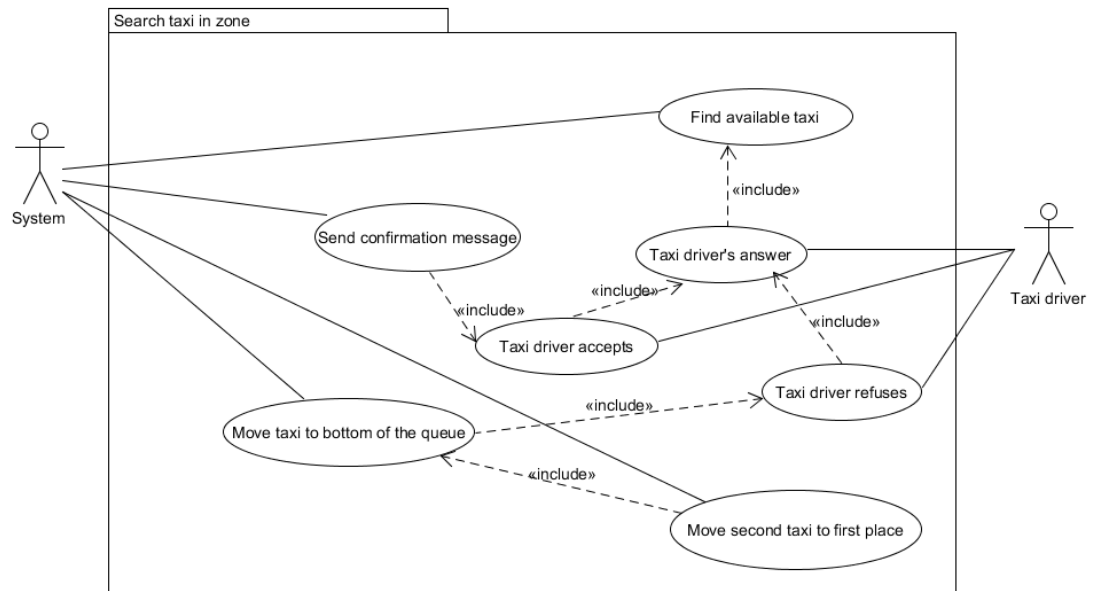 Search taxi in zone
Find available taxi
«include»
System
Send confirmation message
Taxi driver's answer
Taxi driver
«include»
«include»
«include»
Taxi driver accepts
Taxi driver refuses
«include»
Move taxi to bottom of the queue
«include»
Move second taxi to first place